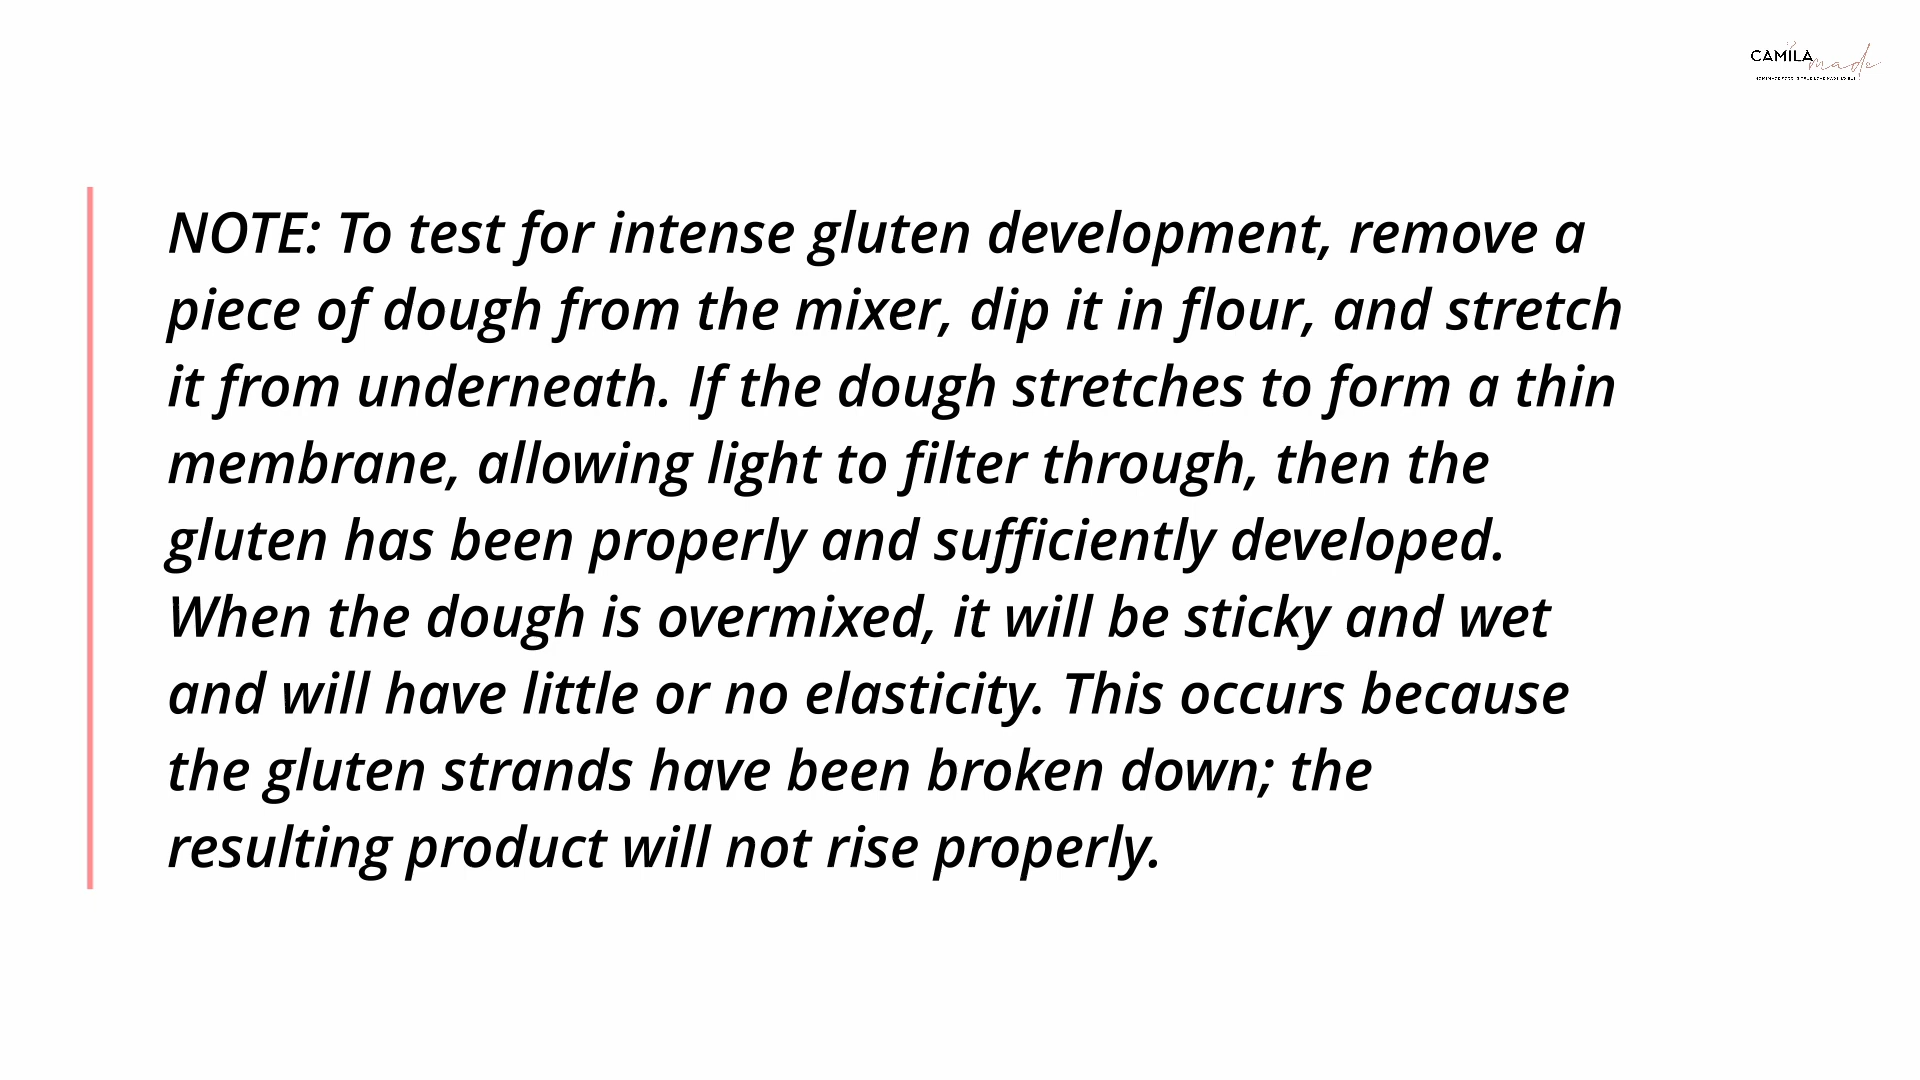 CAMILA made
NOTE: To test for intense gluten development, remove a
piece of dough from the mixer, dip it in flour, and stretch
it from underneath. If the dough stretches to form a thin
membrane, allowing light to filter through, then the
gluten has been properly and sufficiently developed.
When the dough is overmixed, it will be sticky and wet
and will have little or no elasticity. This occurs because
the gluten strands have been broken down; the
resulting product will not rise properly.